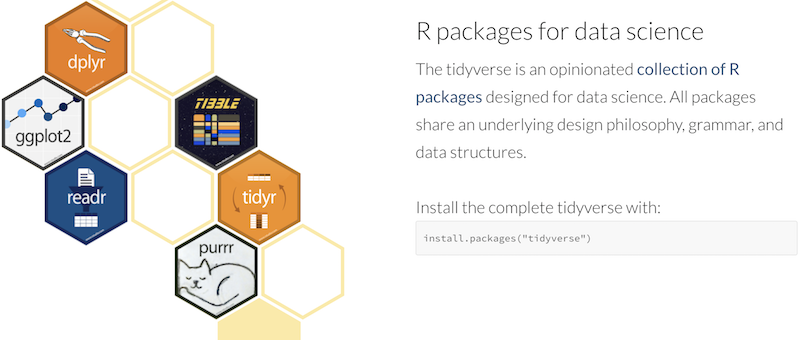 dplyr
ggplot2
TIBBLE
readr
tidyr
purrr
R packages for data science
The tidyverse is an opinionated collection of R
packages designed for data science. All packages
share an underlying design philosophy, grammar, and
data structures.
Install the complete tidyverse with:
install.packages("tidyverse")